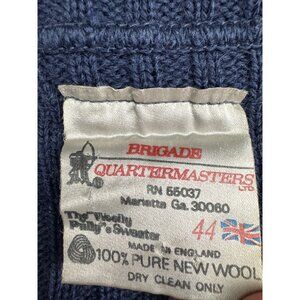 BRIGADE
QUARTERMASTERS LTD.
RN 55037
Marietta Ga. 30060
The "Woolly
Pully"® Sweater
44
MADE IN ENGLAND
100% PURE NEW WOOL
DRY CLEAN ONLY